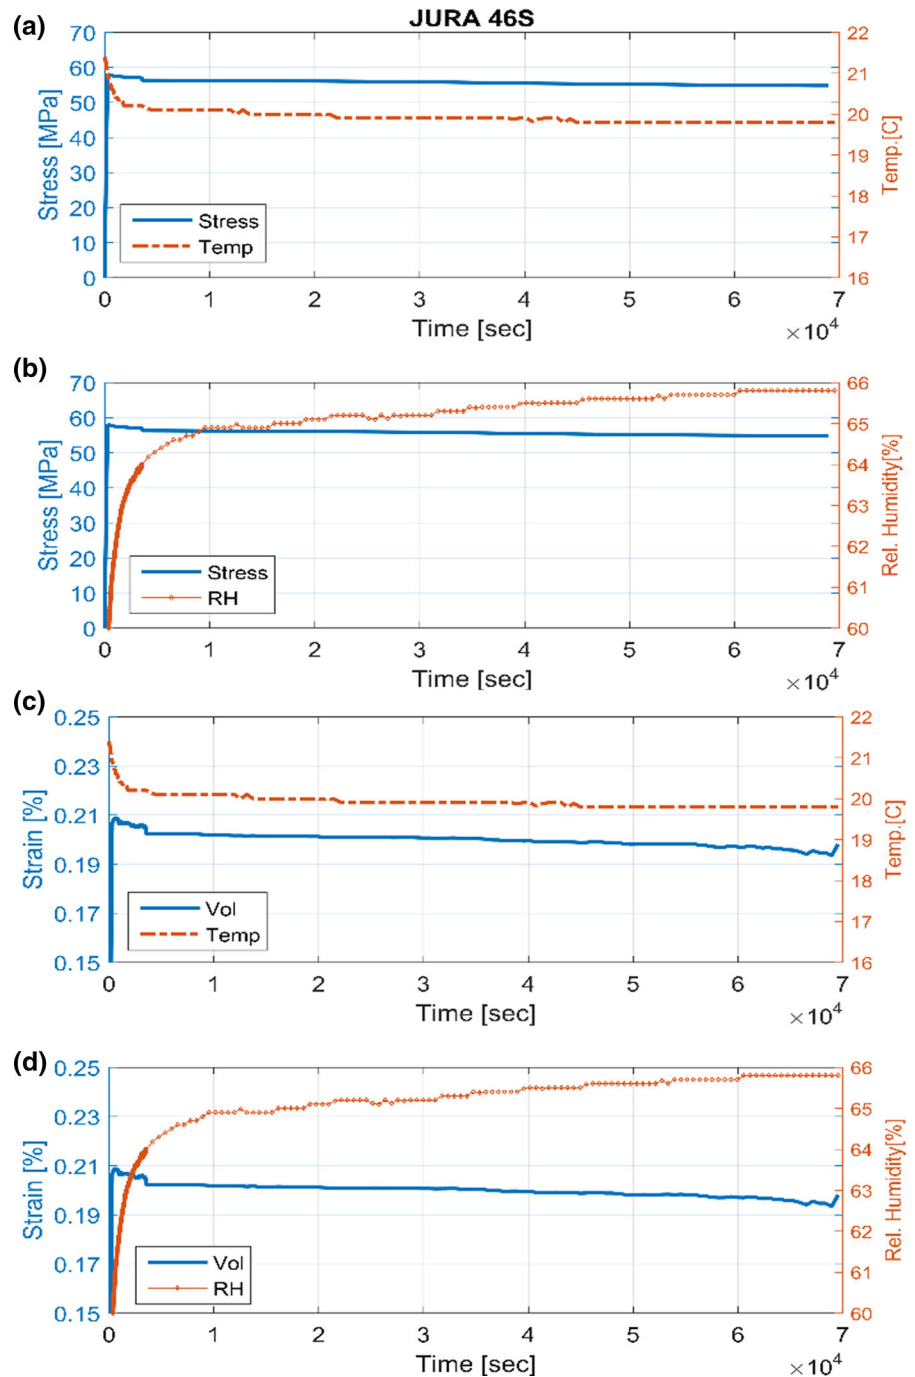 (a)
JURA 46S
70
60
50
40
30
20
10
0
Stress [MPa]
22
21
20
19
18
17
16
Temp.[C]
Stress
Temp
0 1 2 3 4 5 6 7
Time [sec]
×10^4
(b)
70
60
50
40
30
20
10
0
Stress [MPa]
66
65
64
63
62
61
60
Rel. Humidity[%]
Stress
RH
0 1 2 3 4 5 6 7
Time [sec]
×10^4
(c)
0.25
0.23
0.21
0.19
0.17
0.15
Strain [%]
22
21
20
19
18
17
16
Temp.[C]
Vol
Temp
0 1 2 3 4 5 6 7
Time [sec]
×10^4
(d)
0.25
0.23
0.21
0.19
0.17
0.15
Strain [%]
66
65
64
63
62
61
60
Rel. Humidity[%]
Vol
RH
0 1 2 3 4 5 6 7
Time [sec]
×10^4